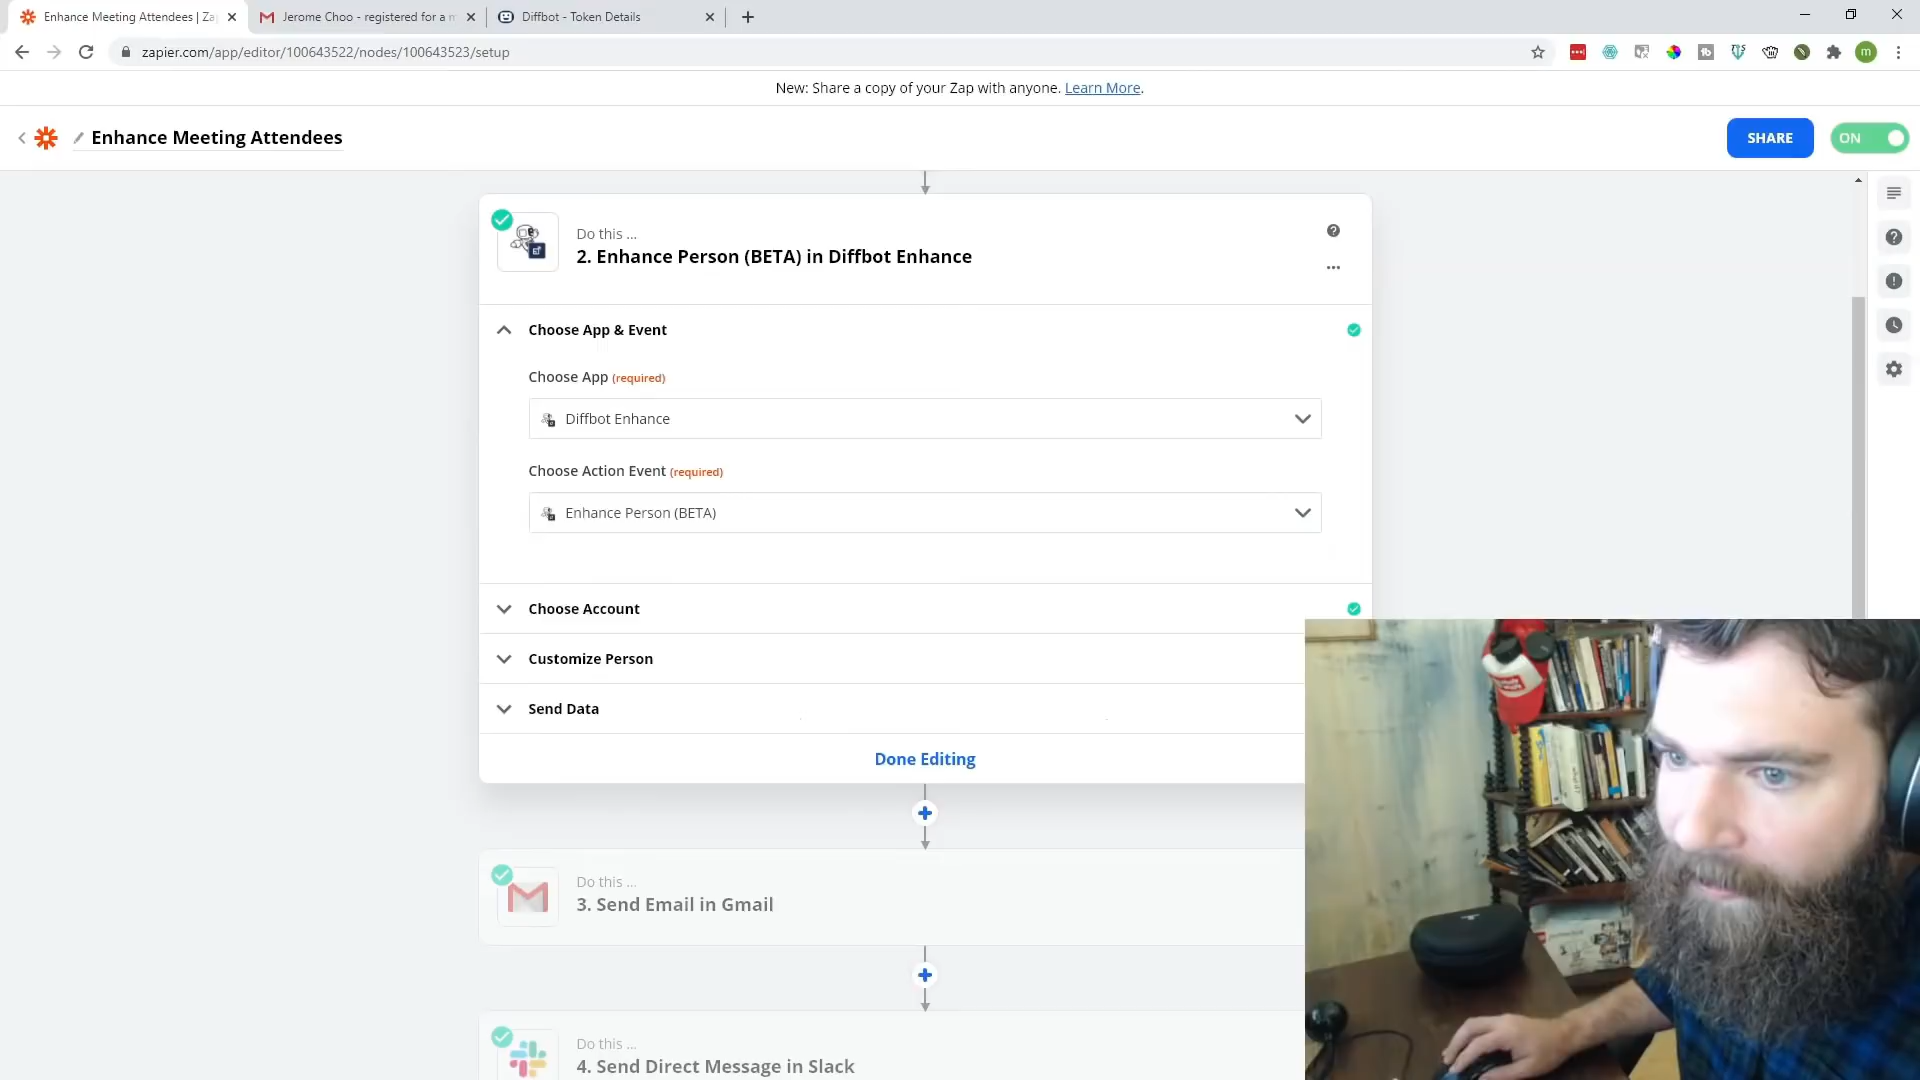 Enhance Meeting Attendees | Za
Jerome Choo - registered for a m
Diffbot - Token Details
zapier.com/app/editor/100643522/nodes/100643523/setup
New: Share a copy of your Zap with anyone. Learn More.
Enhance Meeting Attendees
SHARE
ON
Do this ...
2. Enhance Person (BETA) in Diffbot Enhance
Choose App & Event
Choose App (required)
Diffbot Enhance
Choose Action Event (required)
Enhance Person (BETA)
Choose Account
Customize Person
Send Data
Done Editing
Do this ...
3. Send Email in Gmail
Do this ...
4. Send Direct Message in Slack